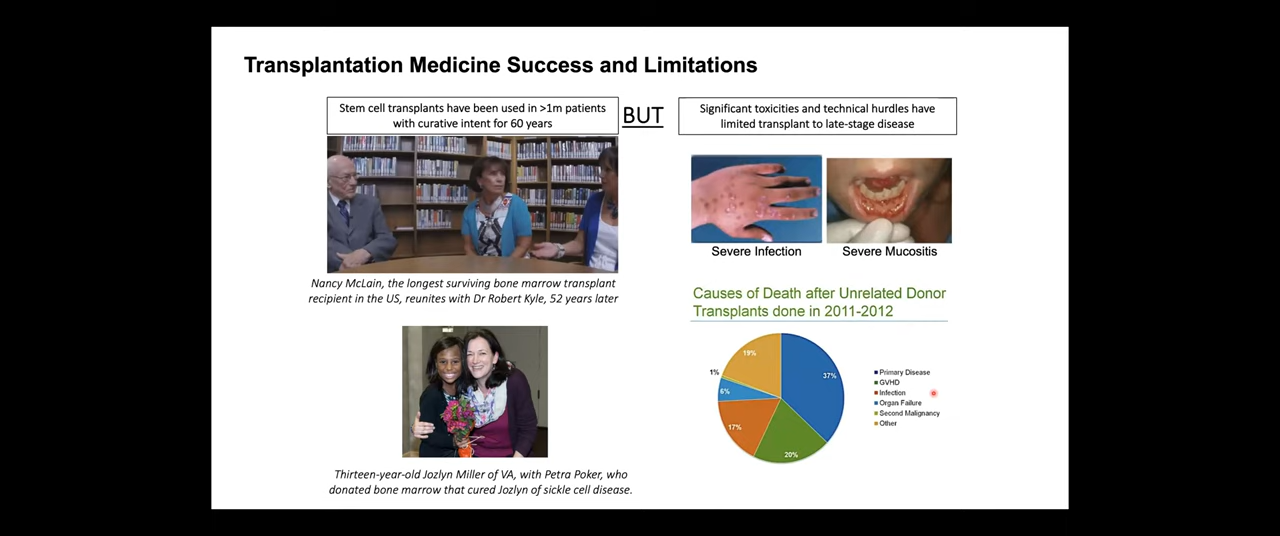 Transplantation Medicine Success and Limitations
Stem cell transplants have been used in >1m patients
with curative intent for 60 years
BUT
Significant toxicities and technical hurdles have
limited transplant to late-stage disease
Severe Infection
Severe Mucositis
Nancy McLain, the longest surviving bone marrow transplant
recipient in the US, reunites with Dr Robert Kyle, 52 years later
Causes of Death after Unrelated Donor
Transplants done in 2011-2012
19%
37%
1%
6%
17%
20%
Primary Disease
GVHD
Infection
Organ Failure
Second Malignancy
Other
Thirteen-year-old Jozlyn Miller of VA, with Petra Poker, who
donated bone marrow that cured Jozlyn of sickle cell disease.